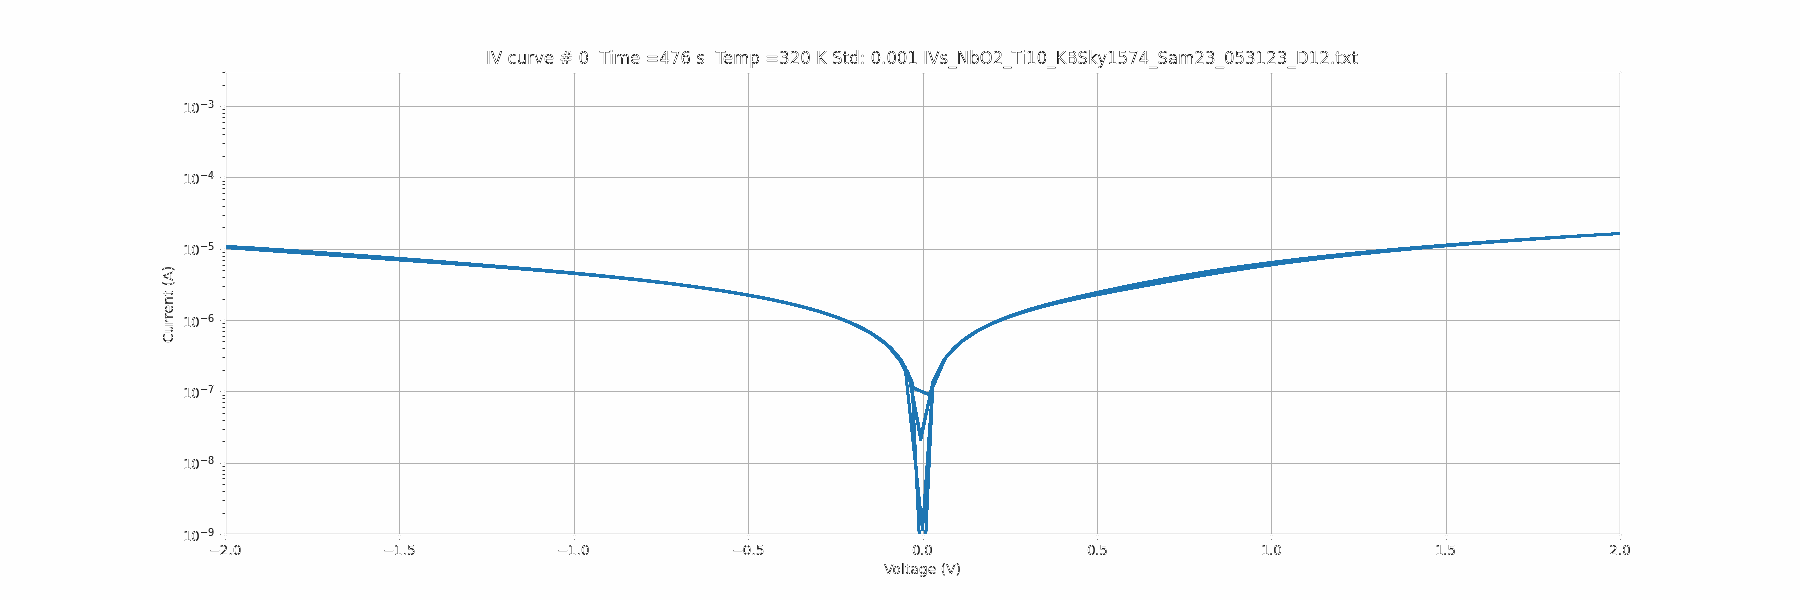 IV curve # 0  Time =476 s  Temp =320 K Std: 0.001 IVs_NbO2_Ti10_KBSky1574_Sam23_053123_D12.txt
10⁻³
10⁻⁴
10⁻⁵
10⁻⁶
10⁻⁷
10⁻⁸
10⁻⁹
Current (A)
−2.0 −1.5 −1.0 −0.5 0.0 0.5 1.0 1.5 2.0
Voltage (V)